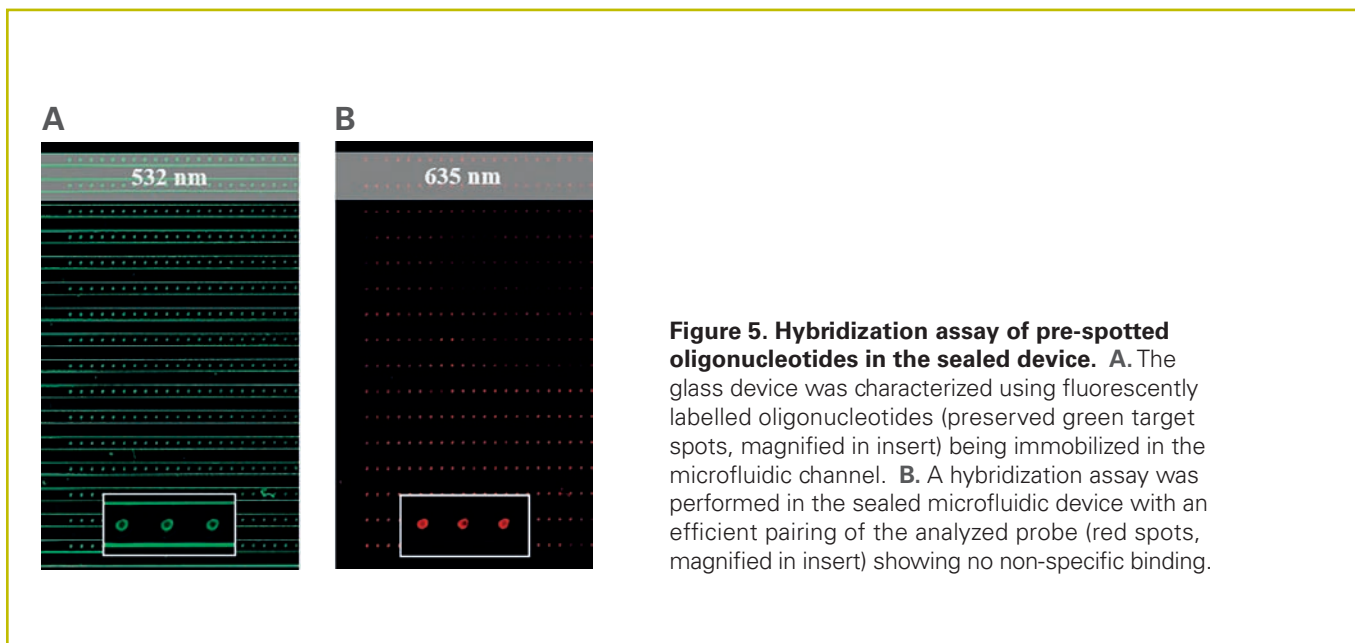 A
B
532 nm
635 nm
Figure 5. Hybridization assay of pre-spotted
oligonucleotides in the sealed device. A. The
glass device was characterized using fluorescently
labelled oligonucleotides (preserved green target
spots, magnified in insert) being immobilized in the
microfluidic channel. B. A hybridization assay was
performed in the sealed microfluidic device with an
efficient pairing of the analyzed probe (red spots,
magnified in insert) showing no non-specific binding.